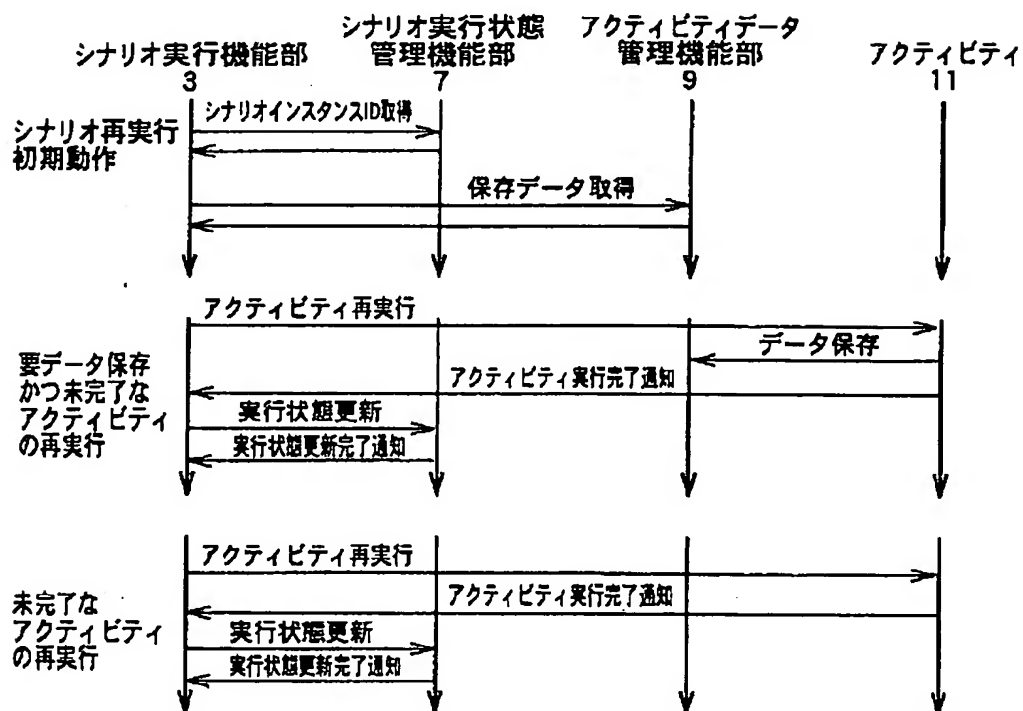 シナリオ実行機能部
3
シナリオ実行状態
管理機能部
7
アクティビティデータ
管理機能部
9
アクティビティ
11
シナリオ再実行
初期動作
シナリオインスタンスID取得
保存データ取得
要データ保存
かつ未完了な
アクティビティ
の再実行
アクティビティ再実行
データ保存
アクティビティ実行完了通知
実行状態更新
実行状態更新完了通知
未完了な
アクティビティ
の再実行
アクティビティ再実行
アクティビティ実行完了通知
実行状態更新
実行状態更新完了通知